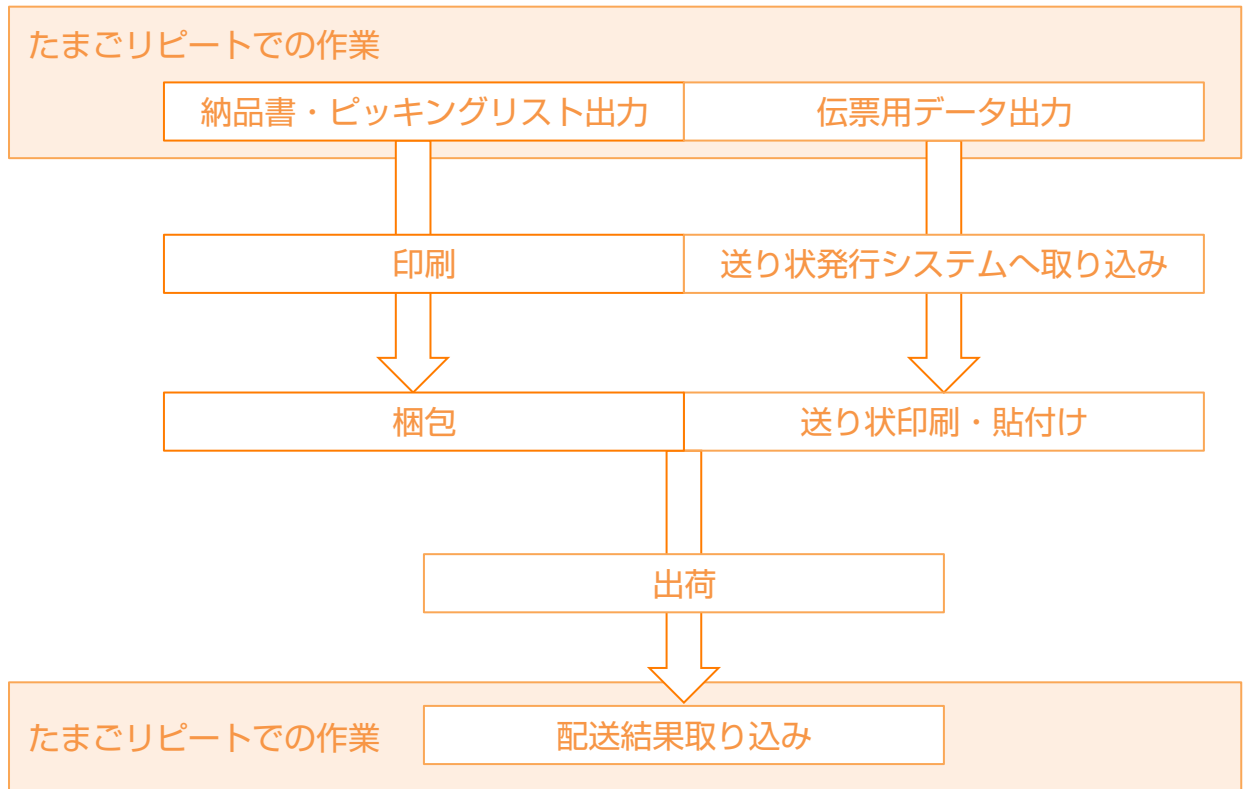 たまごリピートでの作業
納品書・ピッキングリスト出力
伝票用データ出力
印刷
送り状発行システムへ取り込み
梱包
送り状印刷・貼付け
出荷
たまごリピートでの作業
配送結果取り込み